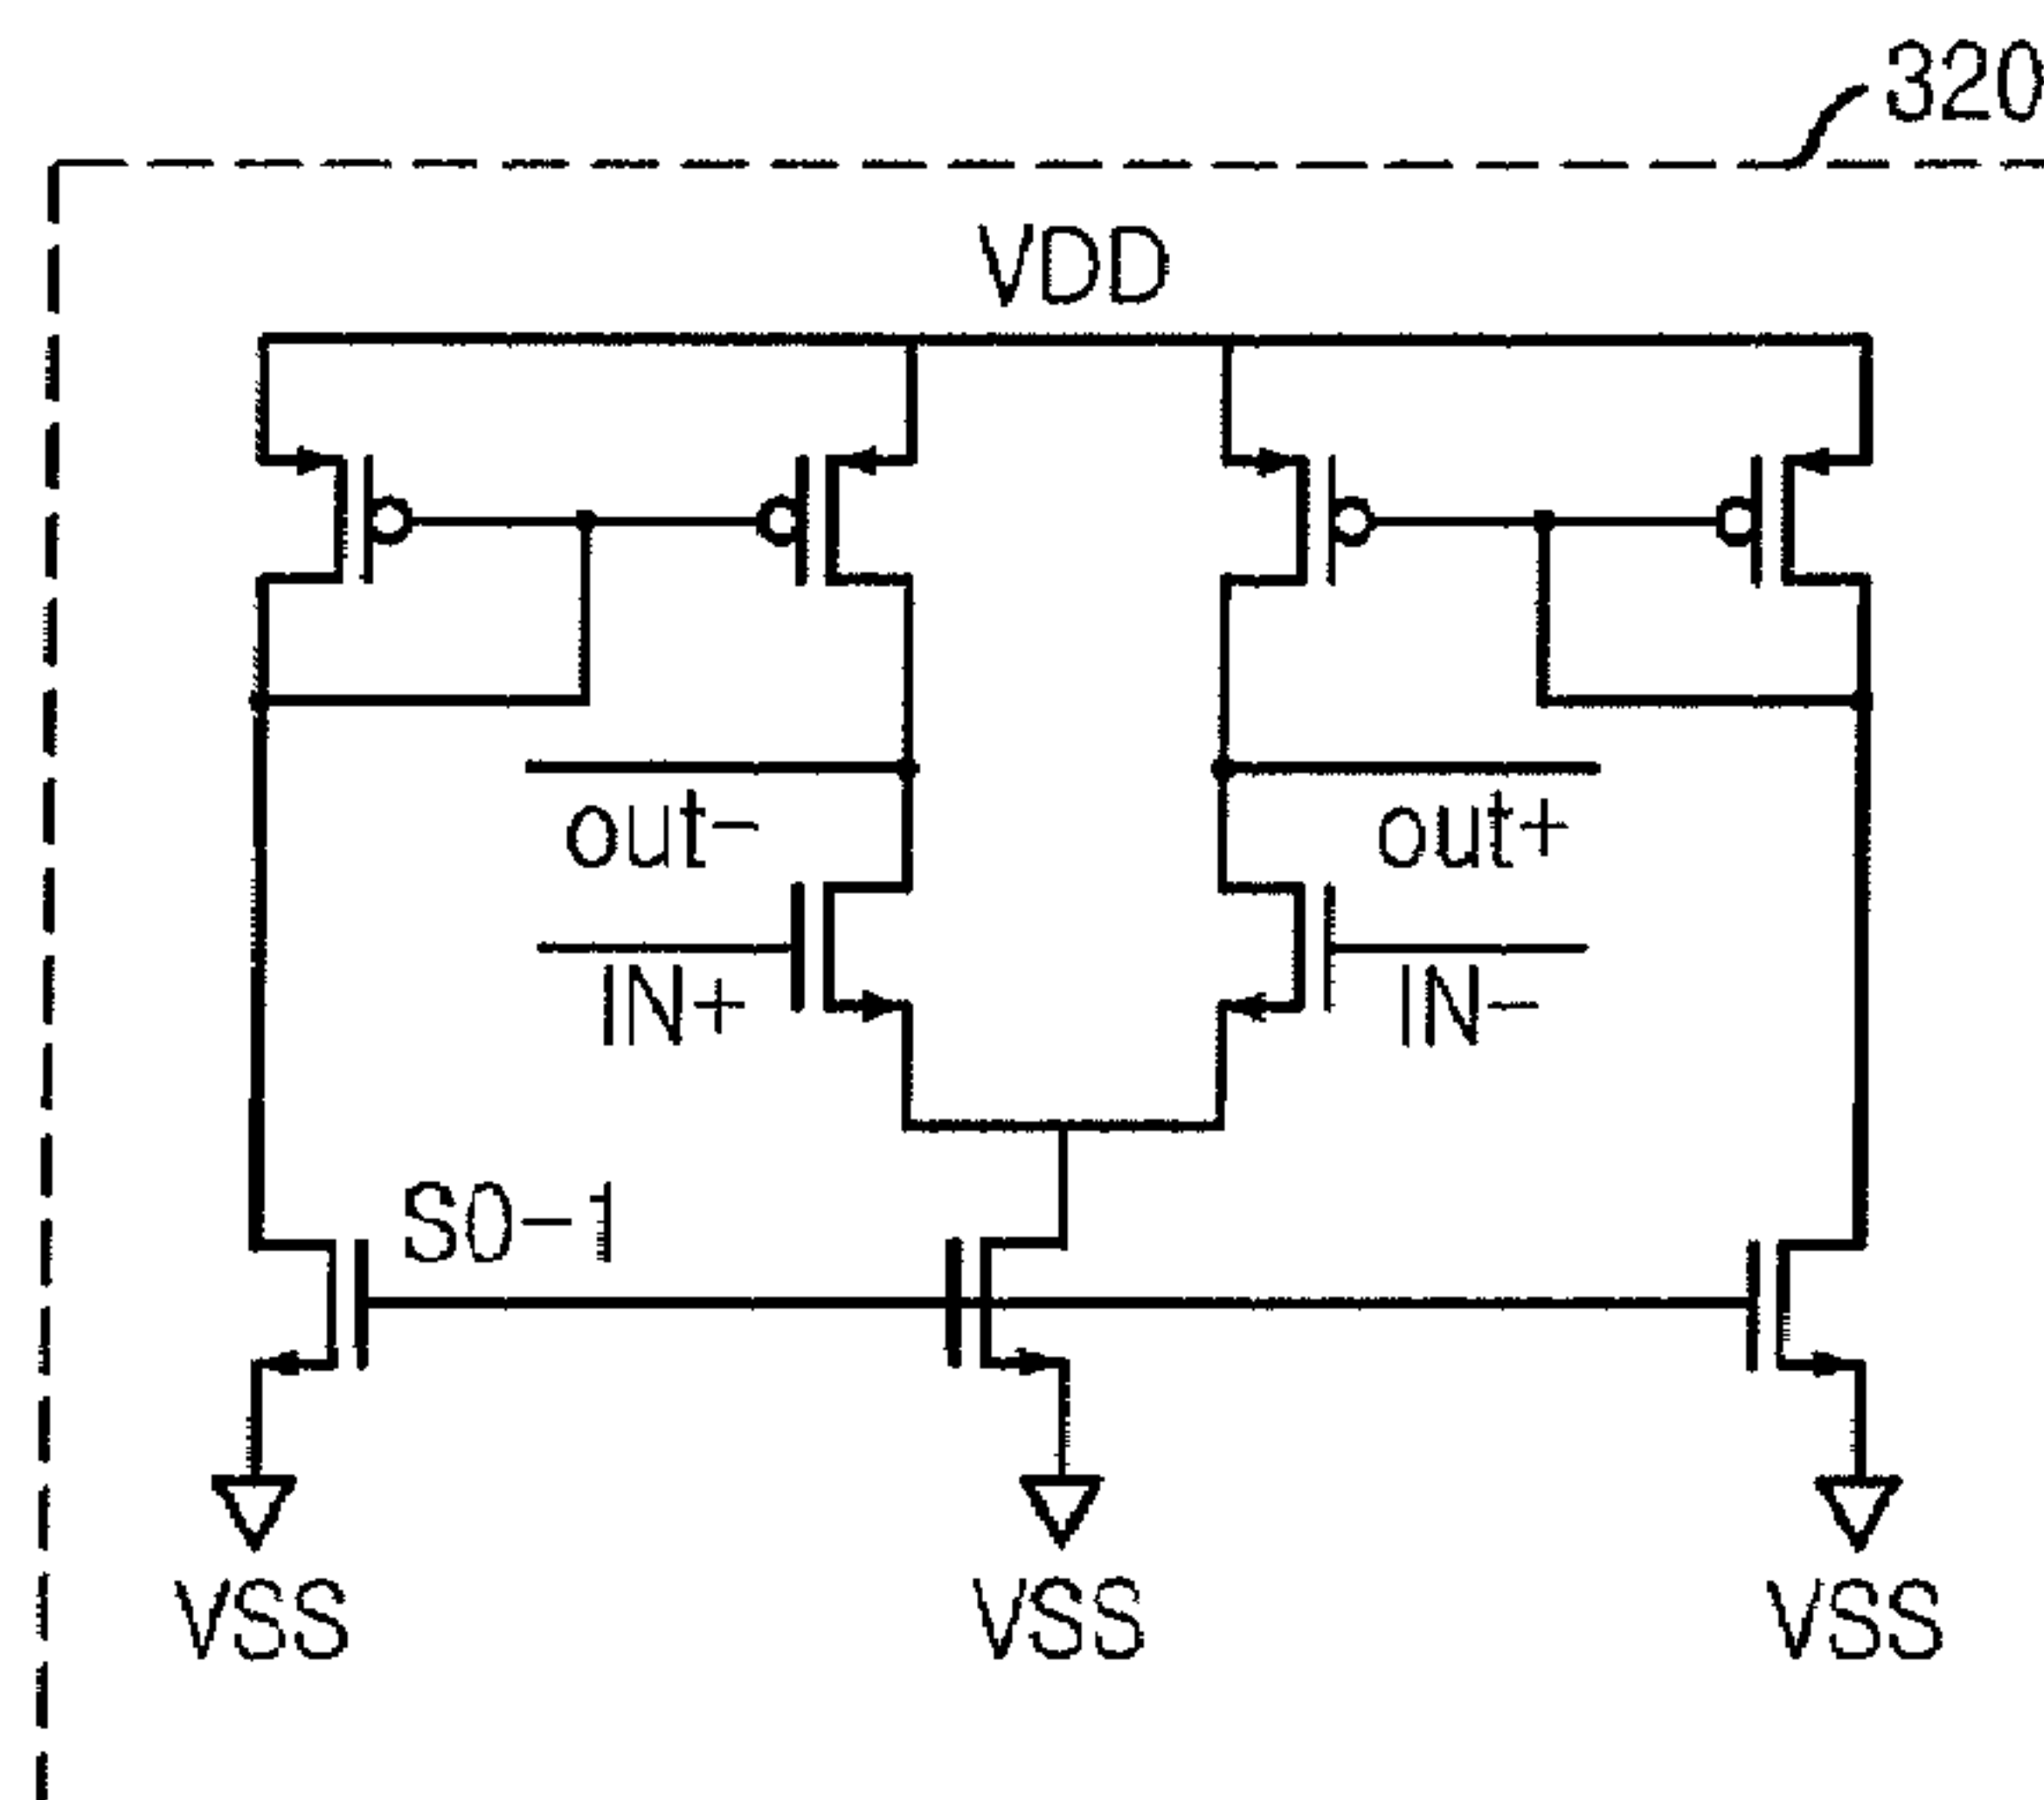 320
VDD
out-
out+
IN+
IN-
S0-1
VSS
VSS
VSS